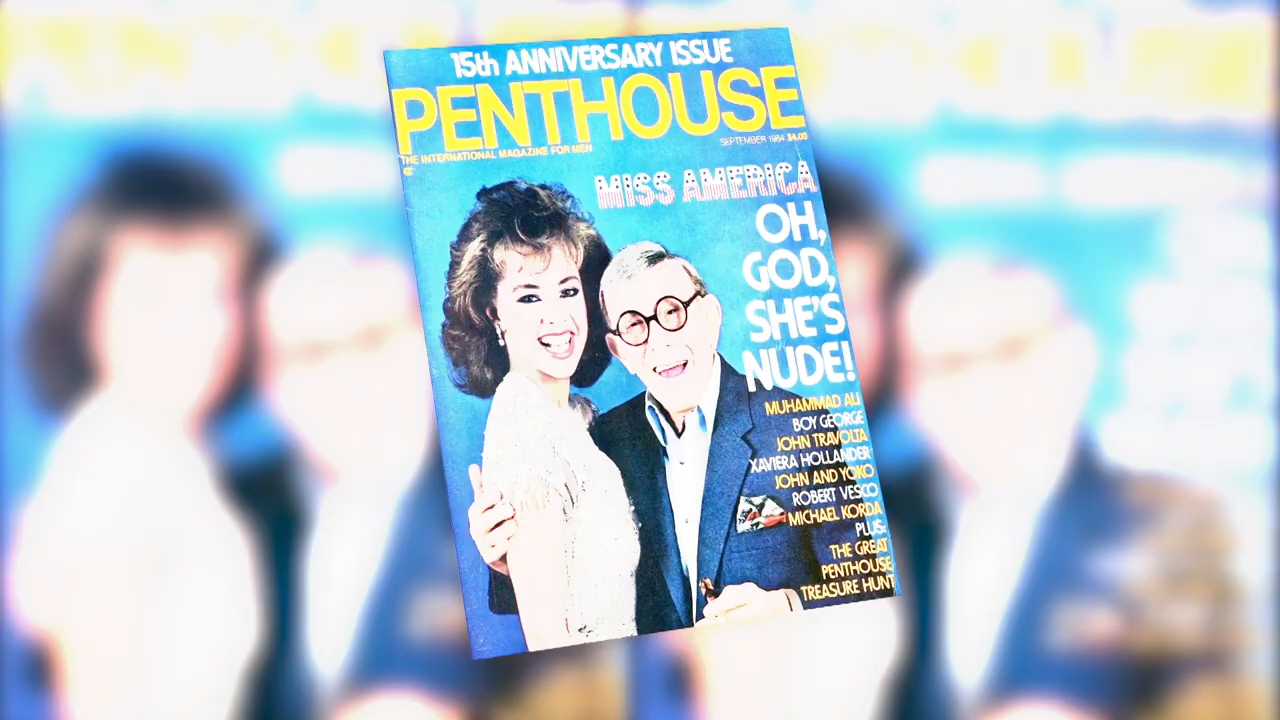 15th ANNIVERSARY ISSUE
PENTHOUSE
THE INTERNATIONAL MAGAZINE FOR MEN
SEPTEMBER 1984 $4.00
MISS AMERICA
OH,
GOD,
SHE'S
NUDE!
MUHAMMAD ALI
BOY GEORGE
JOHN TRAVOLTA
XAVIERA HOLLANDER
JOHN AND YOKO
ROBERT VESCO
MICHAEL KORDA
PLUS:
THE GREAT
PENTHOUSE
TREASURE HUNT